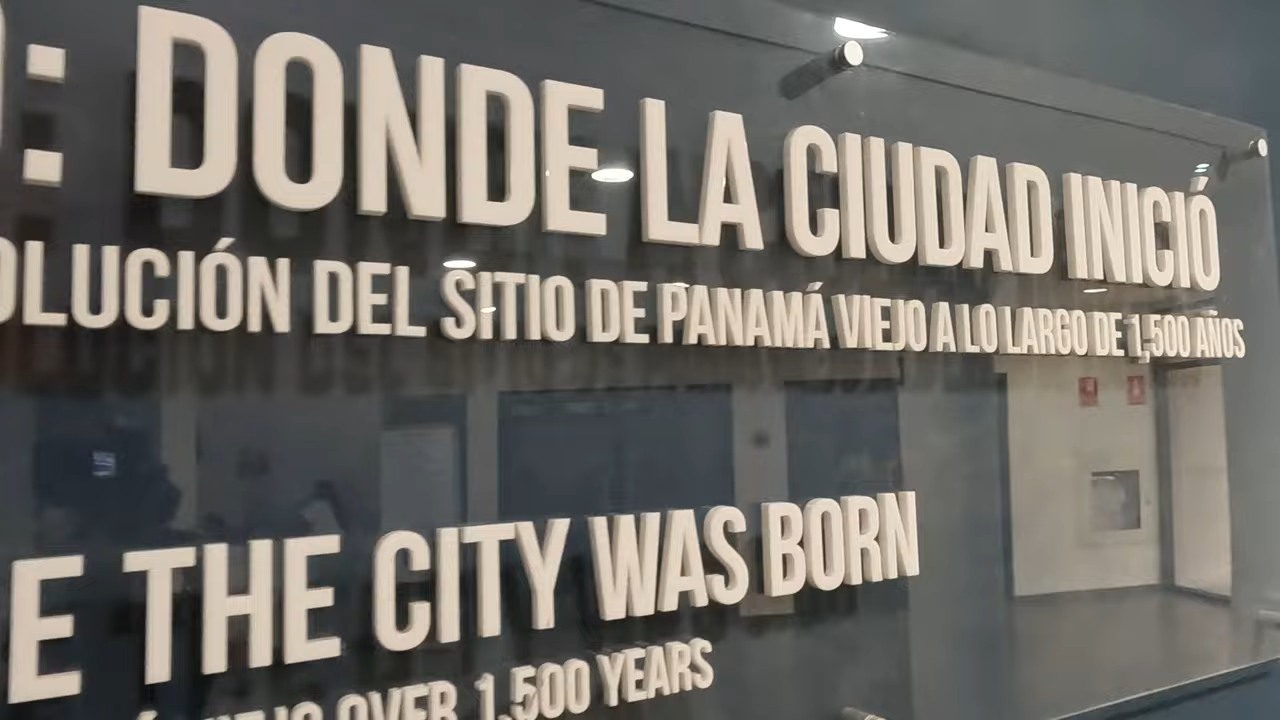 : DONDE LA CIUDAD INICIÓ
OLUCIÓN DEL SITIO DE PANAMÁ VIEJO A LO LARGO DE 1,500 AÑOS
E THE CITY WAS BORN
OVER 1,500 YEARS